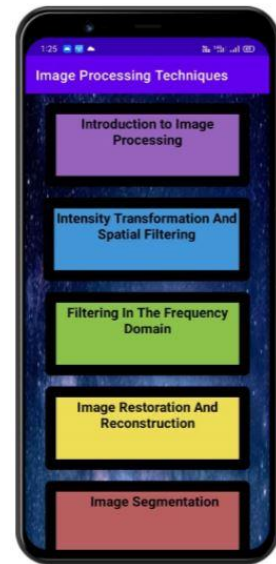 1:25
Image Processing Techniques
Introduction to Image
Processing
Intensity Transformation And
Spatial Filtering
Filtering In The Frequency
Domain
Image Restoration And
Reconstruction
Image Segmentation